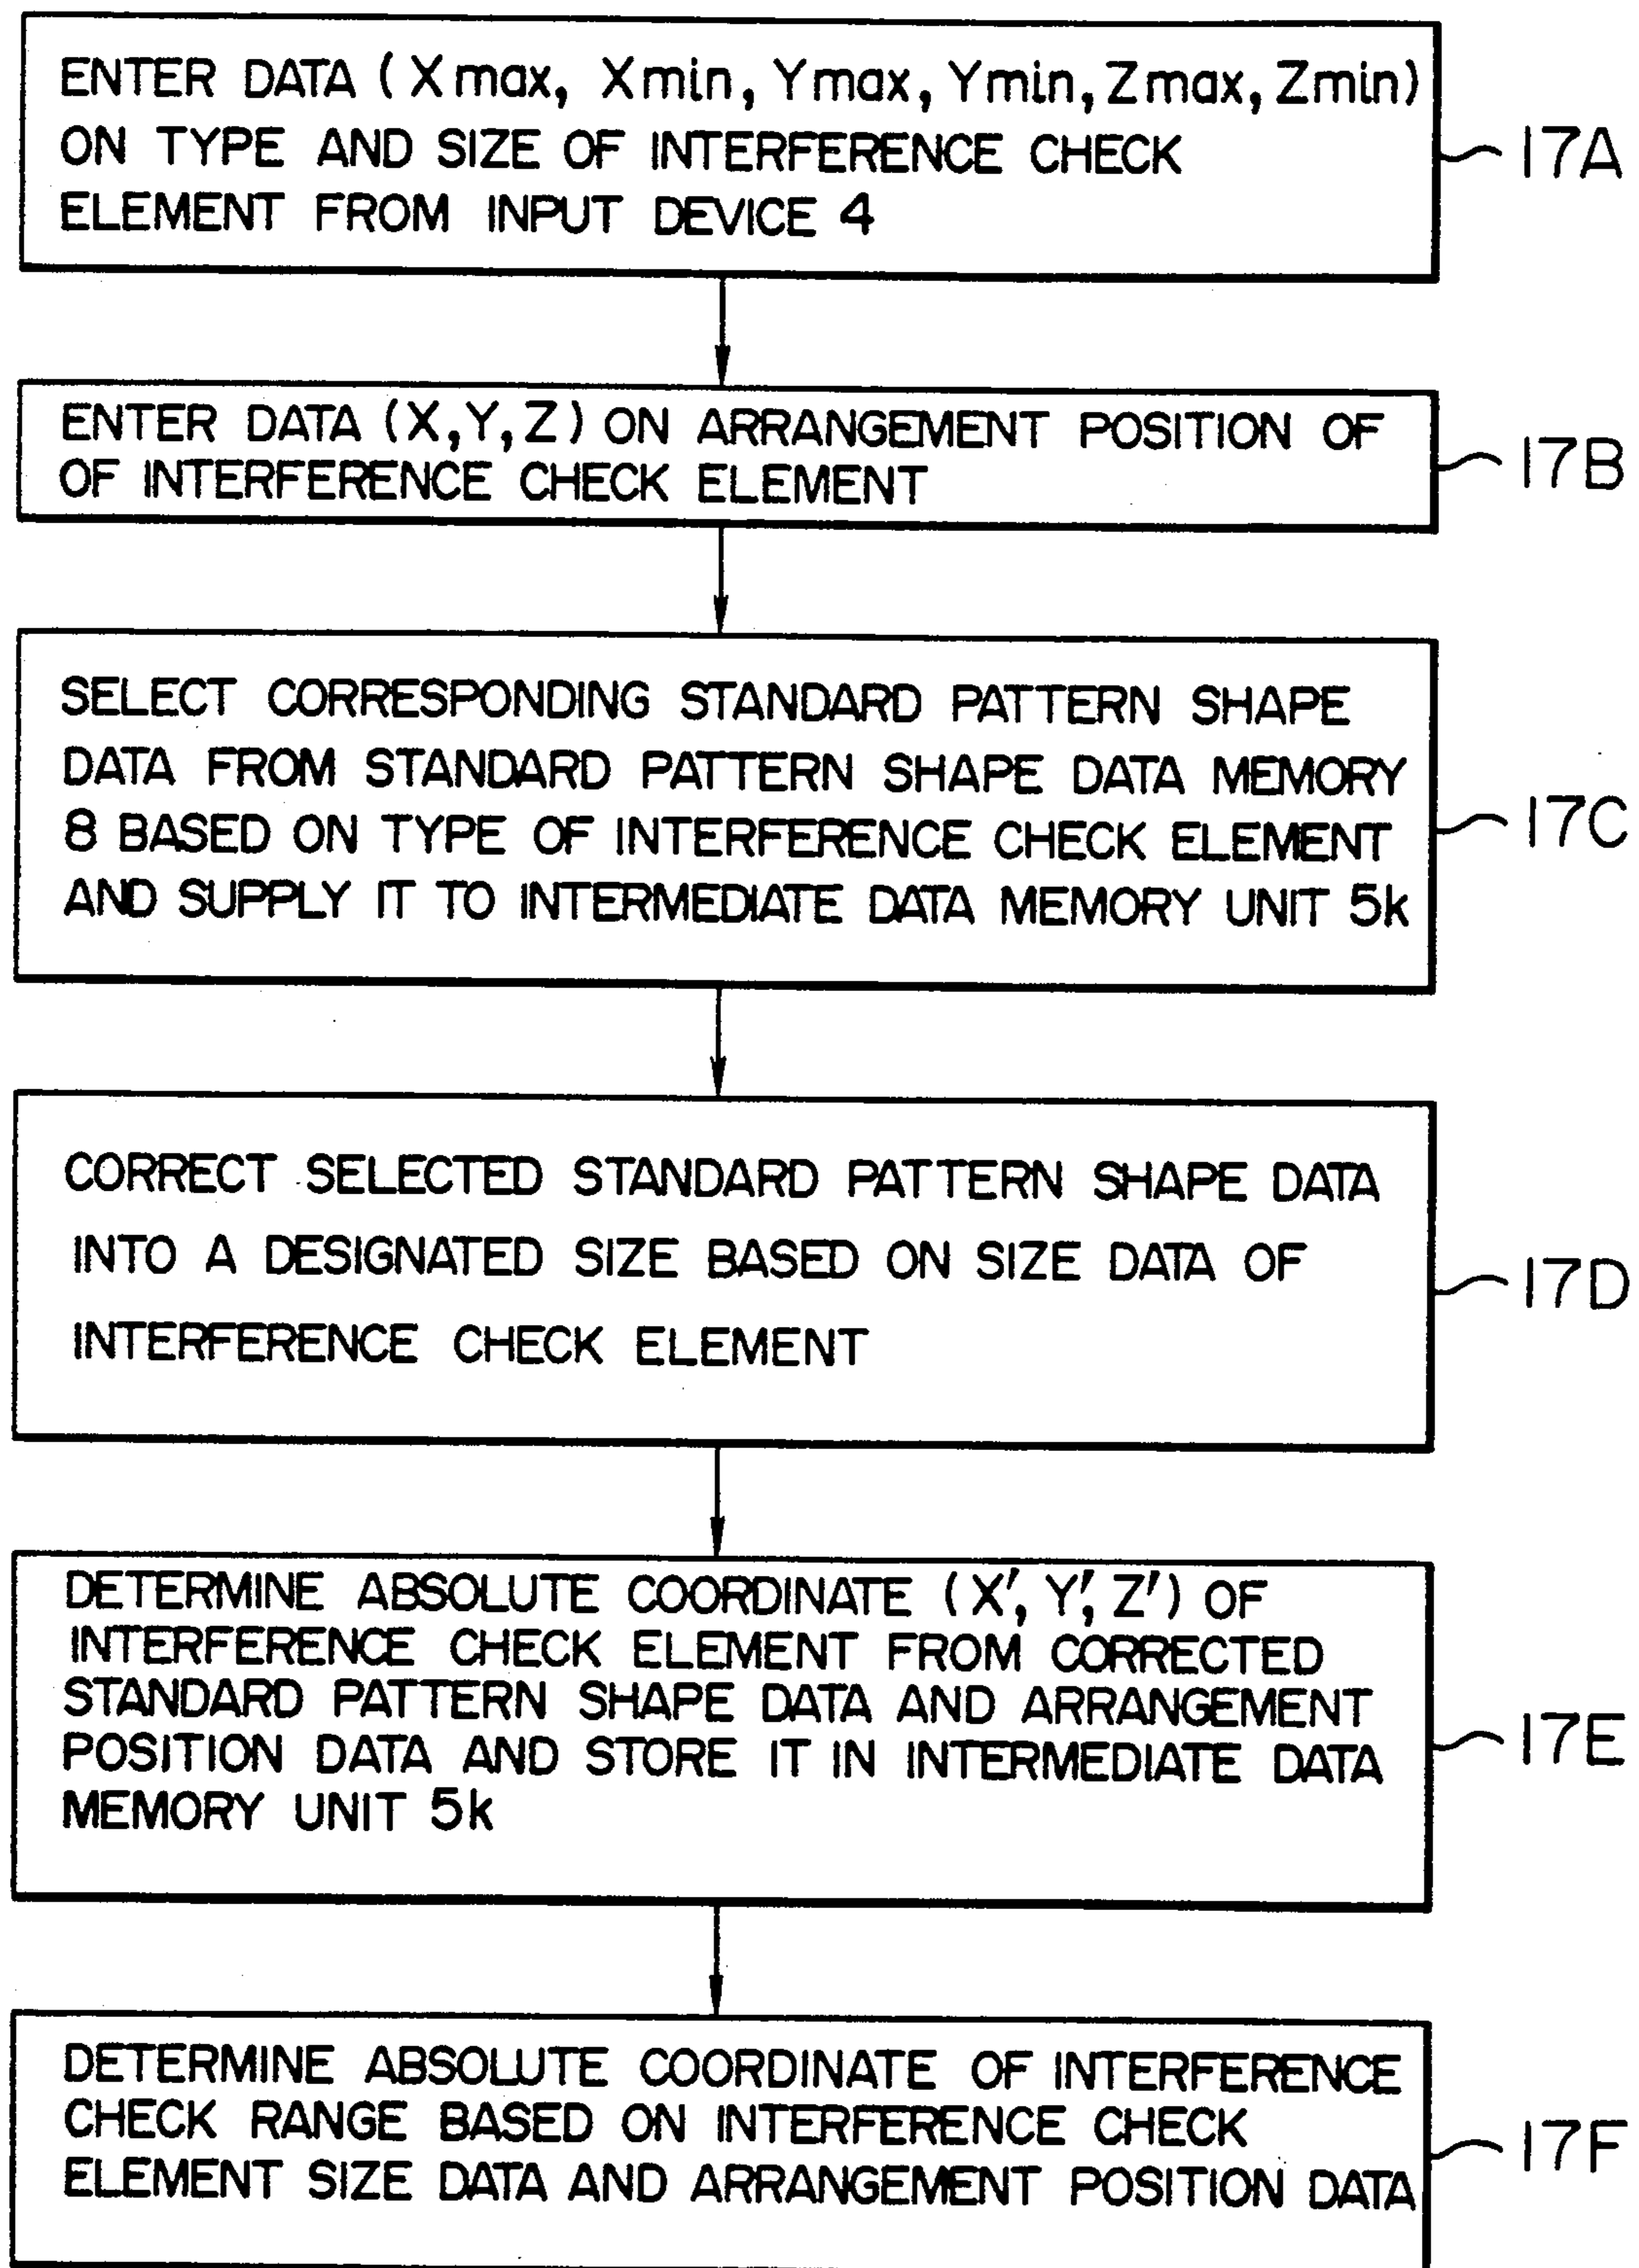 ENTER DATA (Xmax, Xmin, Ymax, Ymin, Zmax, Zmin)
ON TYPE AND SIZE OF INTERFERENCE CHECK
ELEMENT FROM INPUT DEVICE 4
17A
ENTER DATA (X, Y, Z) ON ARRANGEMENT POSITION OF
OF INTERFERENCE CHECK ELEMENT
17B
SELECT CORRESPONDING STANDARD PATTERN SHAPE
DATA FROM STANDARD PATTERN SHAPE DATA MEMORY
8 BASED ON TYPE OF INTERFERENCE CHECK ELEMENT
AND SUPPLY IT TO INTERMEDIATE DATA MEMORY UNIT 5k
17C
CORRECT SELECTED STANDARD PATTERN SHAPE DATA
INTO A DESIGNATED SIZE BASED ON SIZE DATA OF
INTERFERENCE CHECK ELEMENT
17D
DETERMINE ABSOLUTE COORDINATE (X', Y', Z') OF
INTERFERENCE CHECK ELEMENT FROM CORRECTED
STANDARD PATTERN SHAPE DATA AND ARRANGEMENT
POSITION DATA AND STORE IT IN INTERMEDIATE DATA
MEMORY UNIT 5k
17E
DETERMINE ABSOLUTE COORDINATE OF INTERFERENCE
CHECK RANGE BASED ON INTERFERENCE CHECK
ELEMENT SIZE DATA AND ARRANGEMENT POSITION DATA
17F